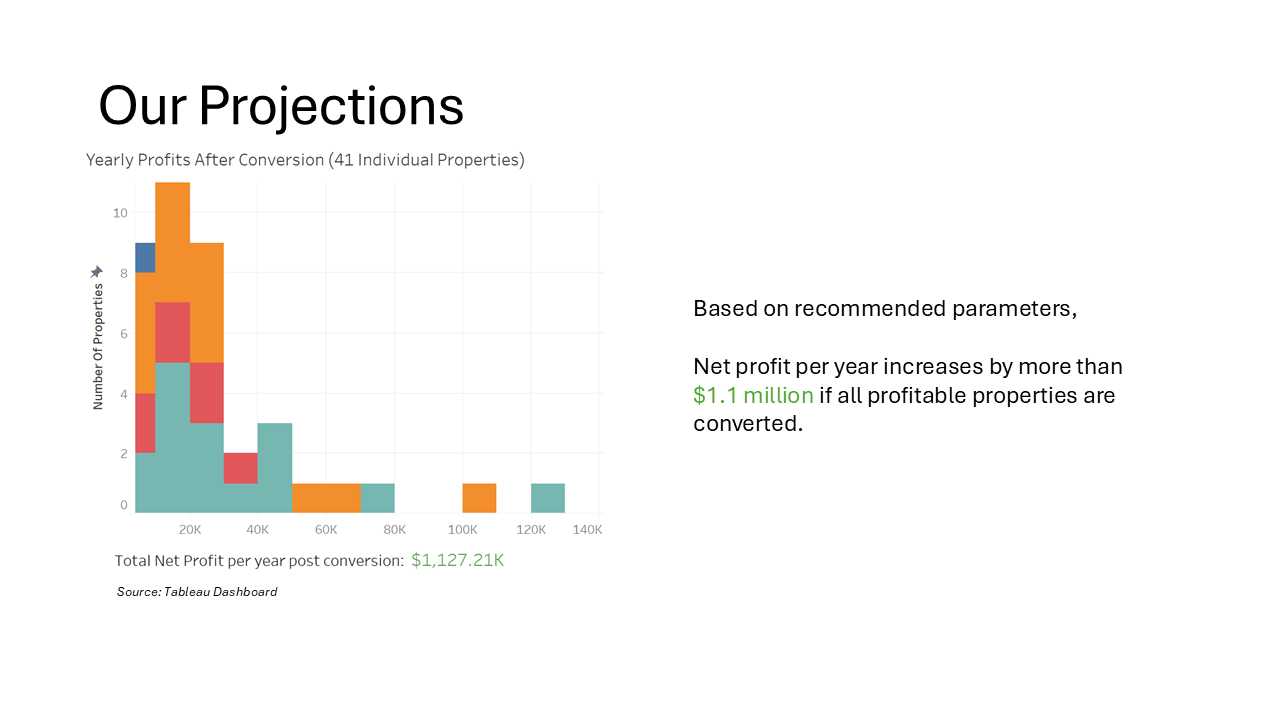 Our Projections
Yearly Profits After Conversion (41 Individual Properties)
Number Of Properties
10
8
6
4
2
0
20K 40K 60K 80K 100K 120K 140K
Total Net Profit per year post conversion: $1,127.21K
Source: Tableau Dashboard
Based on recommended parameters,
Net profit per year increases by more than
$1.1 million if all profitable properties are
converted.